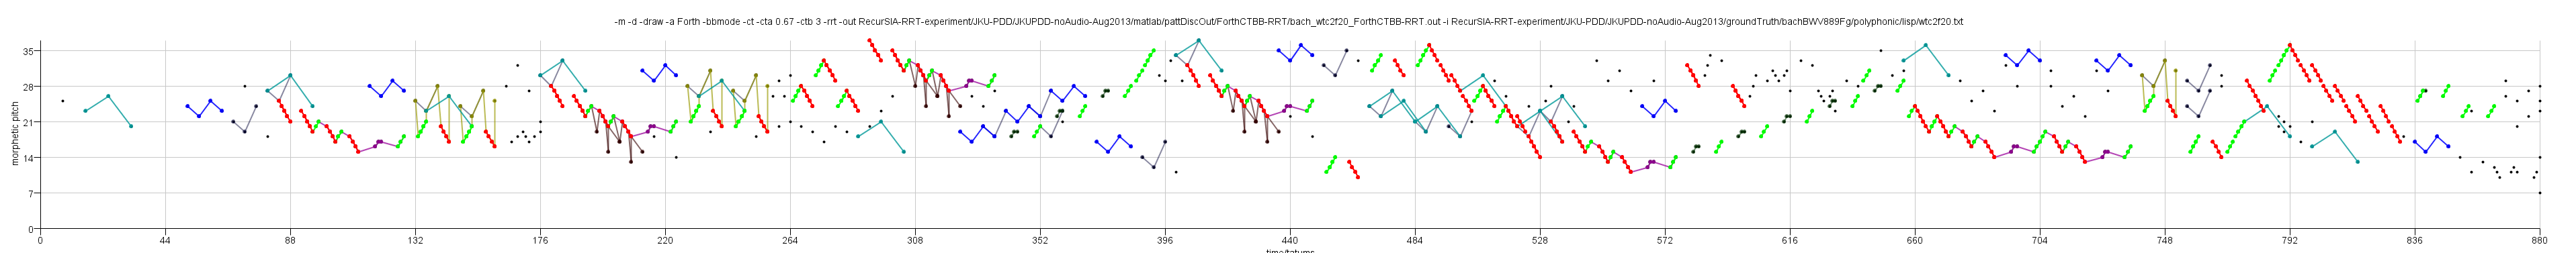 -m -d -draw -a Forth -bbmode -ct -cta 0.67 -ctb 3 -rrt -out RecurSIA-RRT-experiment/JKU-PDD/JKUPDD-noAudio-Aug2013/matlab/pattDiscOut/ForthCTBB-RRT/bach_wtc2f20_ForthCTBB-RRT.out -i RecurSIA-RRT-experiment/JKU-PDD/JKUPDD-noAudio-Aug2013/groundTruth/bachBWV889Fg/polyphonic/lisp/wtc2f20.txt
morphetic pitch
35
28
21
14
7
0
0 44 88 132 176 220 264 308 352 396 440 484 528 572 616 660 704 748 792 836 880
time/tatums